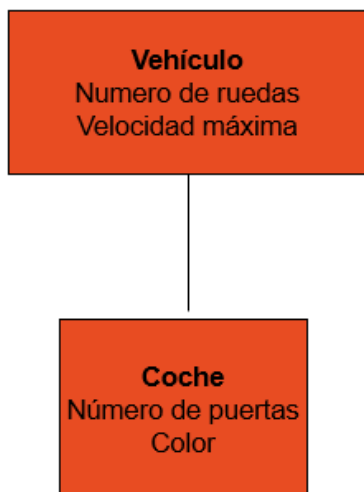 Vehículo
Numero de ruedas
Velocidad máxima
Coche
Número de puertas
Color